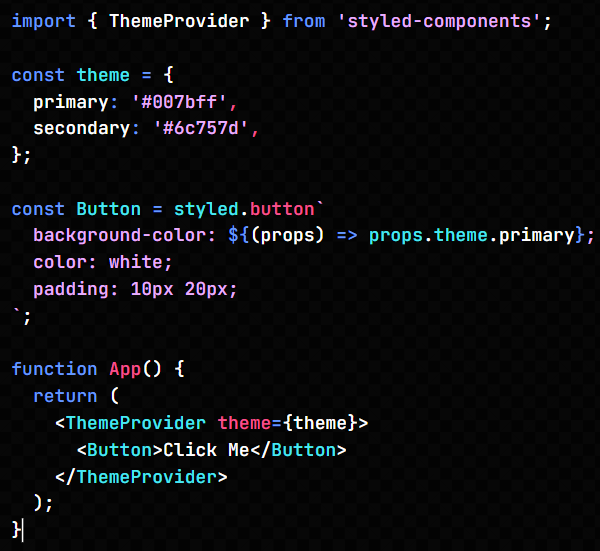 import { ThemeProvider } from 'styled-components';
const theme = {
  primary: '#007bff',
  secondary: '#6c757d',
};
const Button = styled.button`
  background-color: ${(props) => props.theme.primary};
  color: white;
  padding: 10px 20px;
`;
function App() {
  return (
    <ThemeProvider theme={theme}>
      <Button>Click Me</Button>
    </ThemeProvider>
  );
}